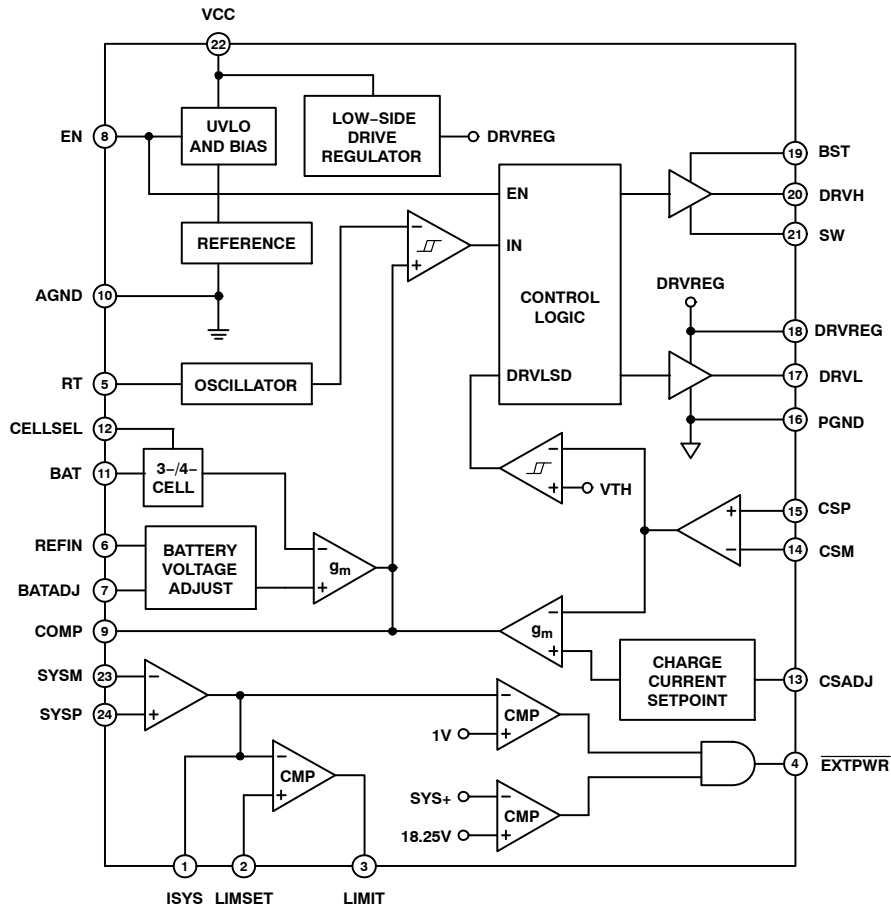 VCC
22
EN
8
UVLO
AND BIAS
LOW–SIDE
DRIVE
REGULATOR
DRVREG
19
BST
EN
20
DRVH
REFERENCE
–
+
IN
21
SW
AGND
10
CONTROL
LOGIC
DRVREG
18
DRVREG
RT
5
OSCILLATOR
DRVLSD
17
DRVL
CELLSEL
12
16
PGND
BAT
11
3–/4–
CELL
–
+
VTH
+
–
15
CSP
14
CSM
REFIN
6
BATADJ
7
BATTERY
VOLTAGE
ADJUST
–
gm
+
COMP
9
–
gm
+
CHARGE
CURRENT
SETPOINT
13
CSADJ
SYSM
23
–
SYSP
24
+
–
CMP
+
1V
4
EXTPWR
–
CMP
+
SYS+
–
CMP
+
18.25V
1
2
3
ISYS
LIMSET
LIMIT